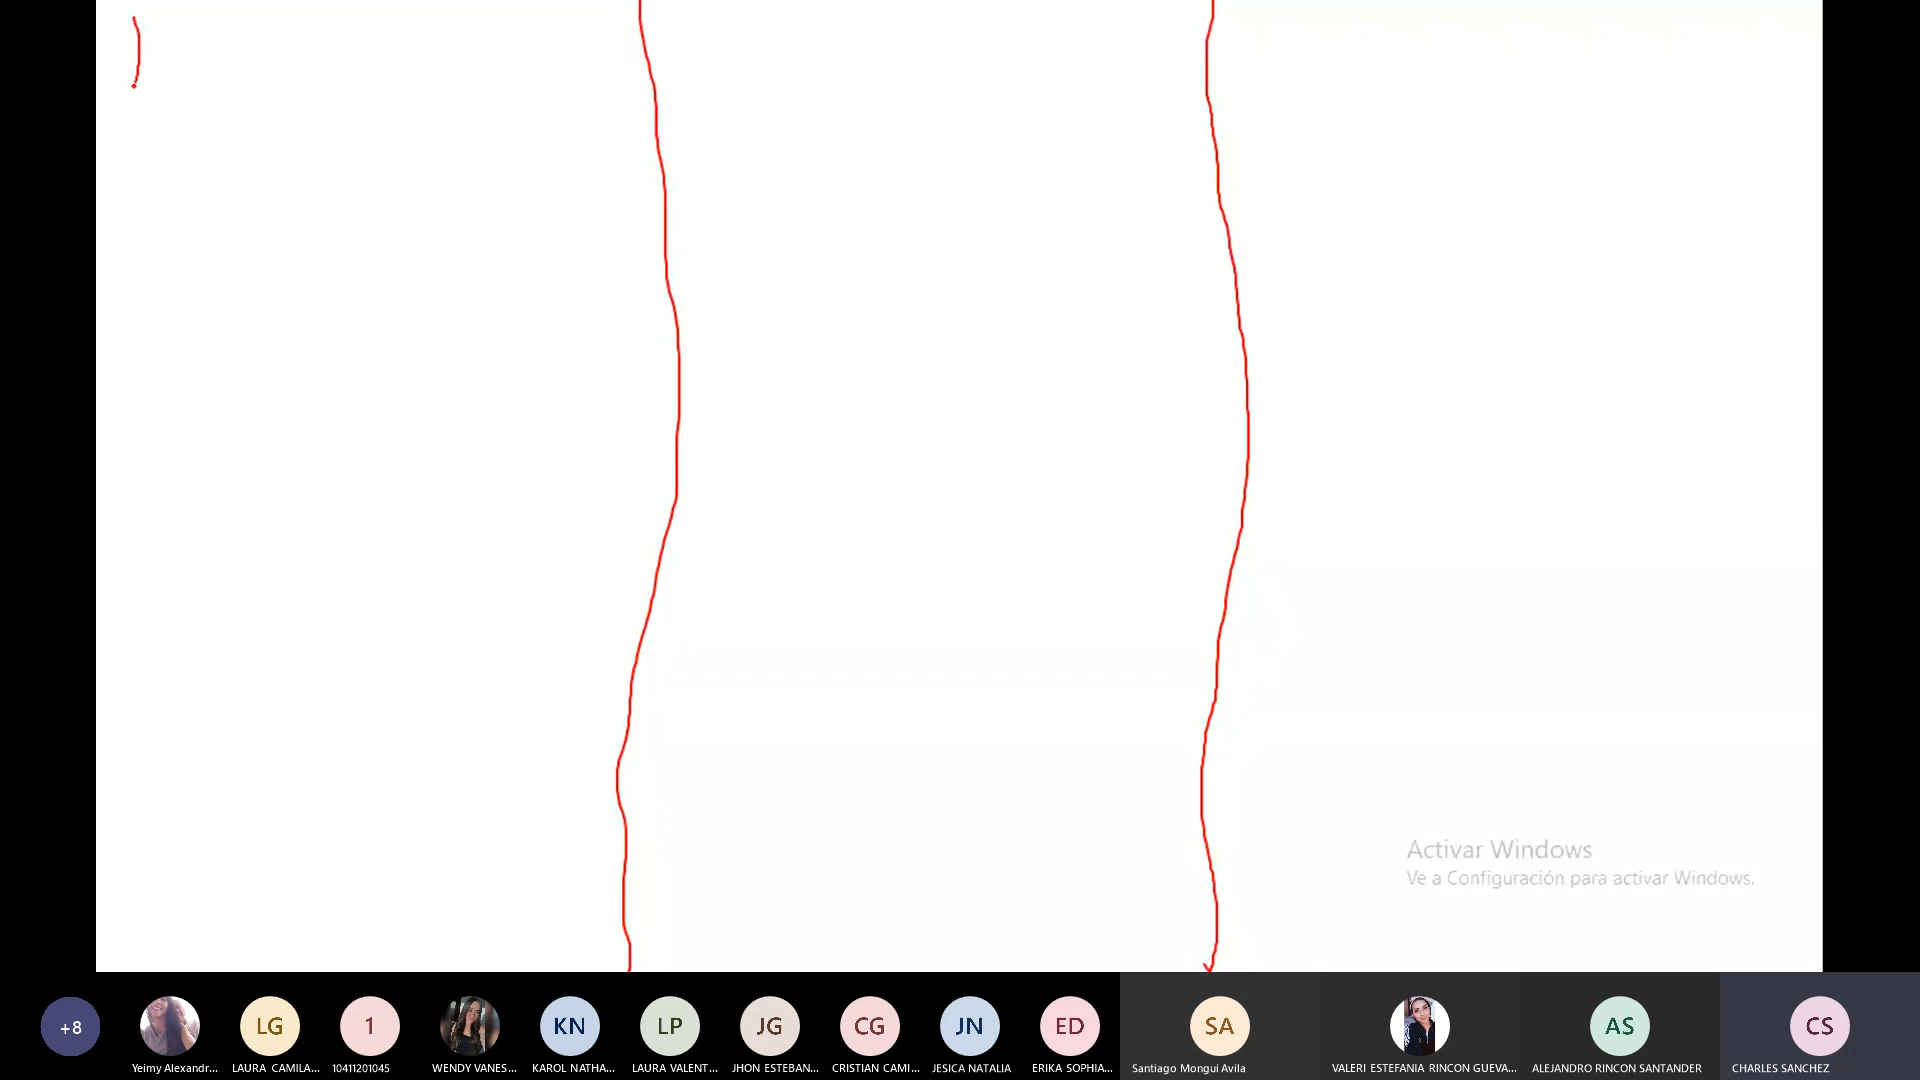 )
Activar Windows
Ve a Configuración para activar Windows.
+8
LG
1
KN
LP
JG
CG
JN
ED
SA
AS
CS
Yeimy Alexandr...
LAURA CAMILA...
10411201045
WENDY VANES...
KAROL NATHA...
LAURA VALENT...
JHON ESTEBAN...
CRISTIAN CAMI...
JESICA NATALIA
ERIKA SOPHIA...
Santiago Mongui Avila
VALERI ESTEFANIA RINCON GUEVA...
ALEJANDRO RINCON SANTANDER
CHARLES SANCHEZ